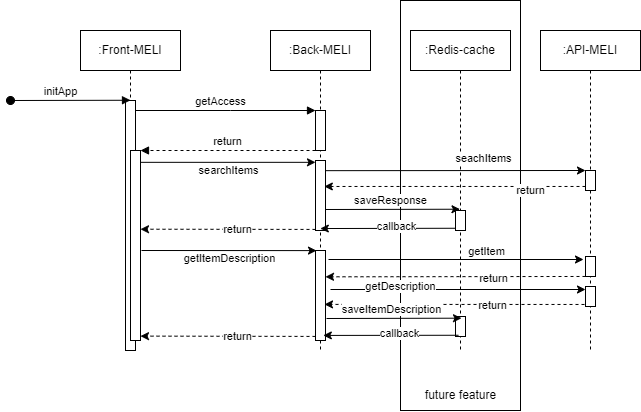 :Front-MELI
:Back-MELI
:Redis-cache
:API-MELI
initApp
getAccess
return
searchItems
seachItems
return
saveResponse
callback
return
getItemDescription
getItem
return
getDescription
return
saveItemDescription
callback
return
future feature